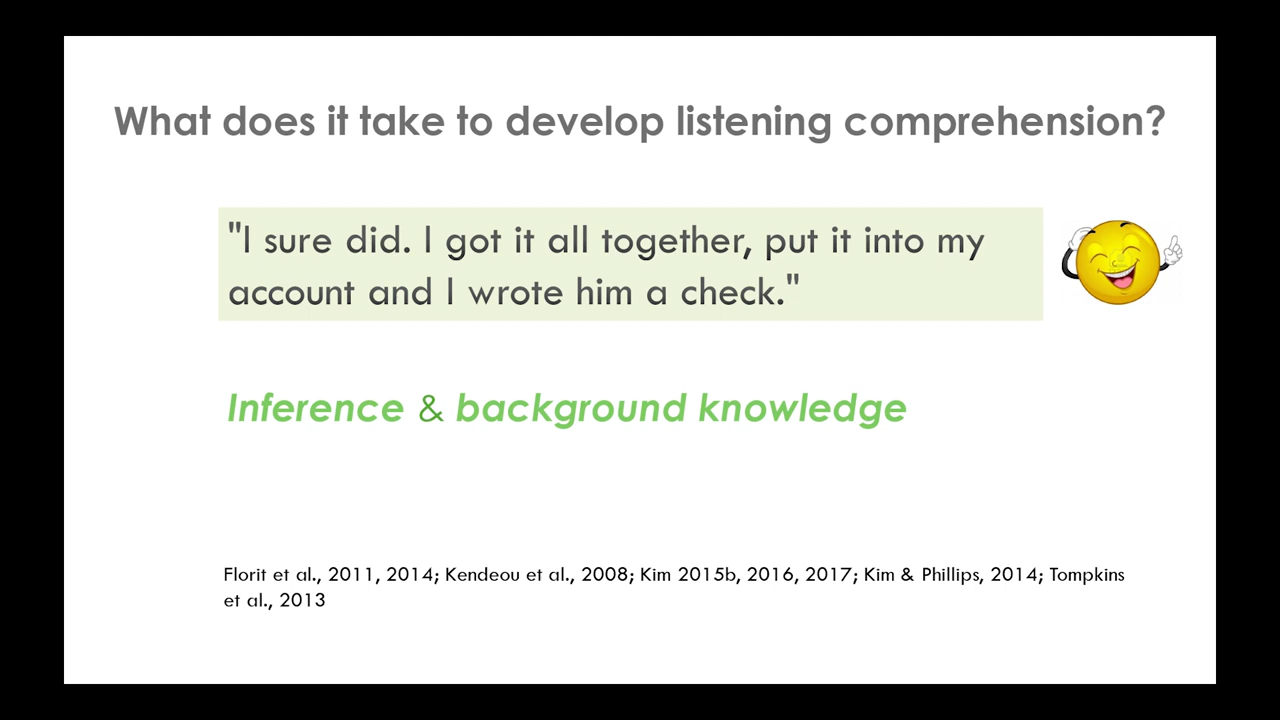 What does it take to develop listening comprehension?
"I sure did. I got it all together, put it into my
account and I wrote him a check."
Inference & background knowledge
Florit et al., 2011, 2014; Kendeou et al., 2008; Kim 2015b, 2016, 2017; Kim & Phillips, 2014; Tompkins
et al., 2013